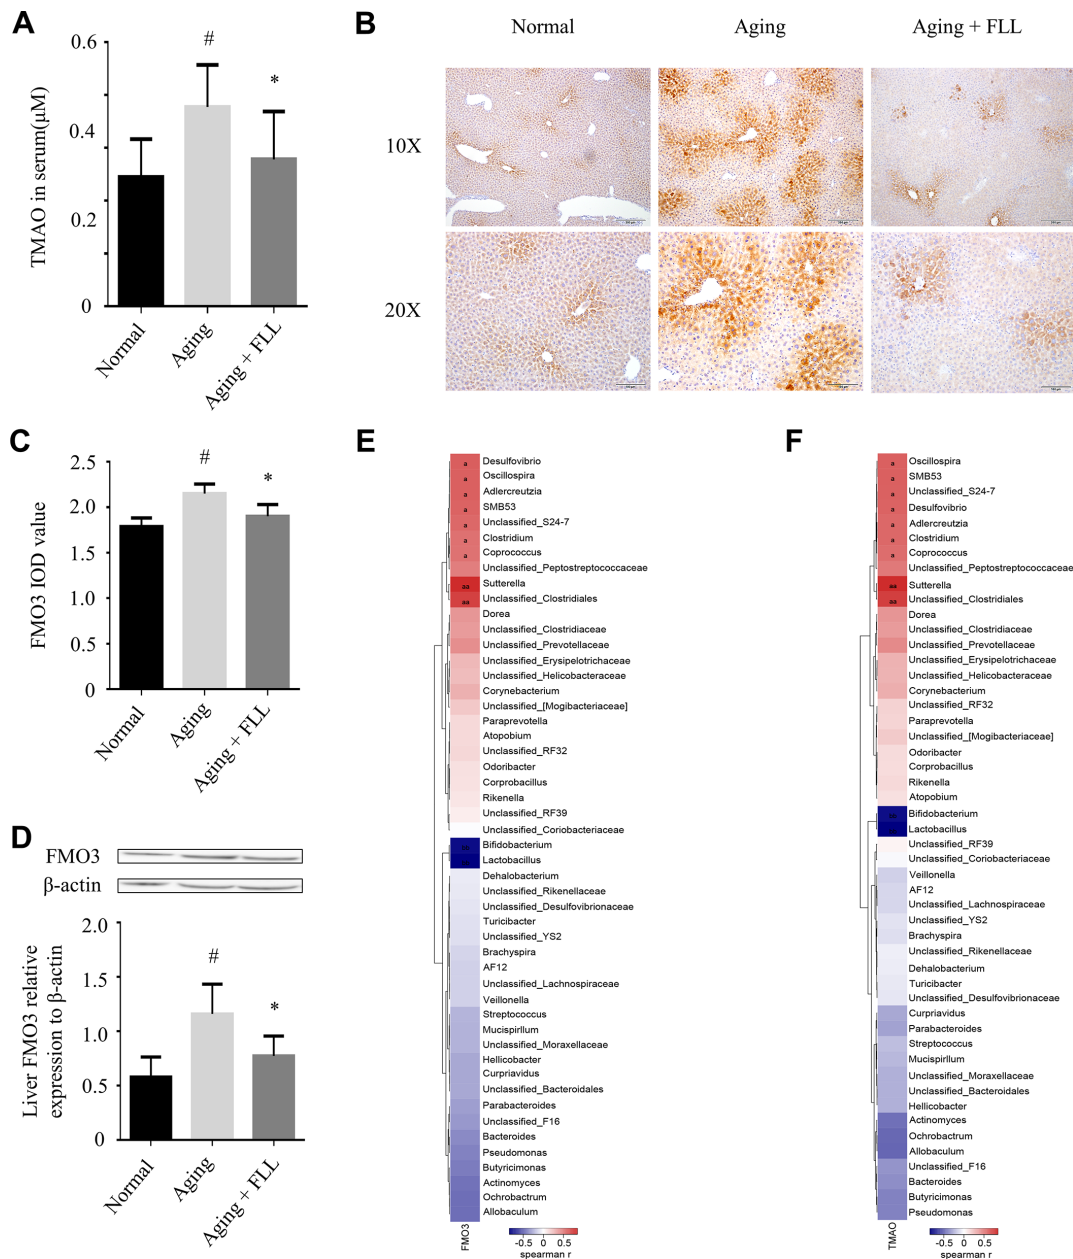 A
0.6
0.4
0.2
0
TMAO in serum(μM)
#
*
Normal
Aging
Aging + FLL
B
Normal
Aging
Aging + FLL
10X
20X
C
2.5
2.0
1.5
1.0
0.5
0
FMO3 IOD value
#
*
Normal
Aging
Aging + FLL
D
FMO3
β-actin
2.0
1.5
1.0
0.5
0
Liver FMO3 relative
expression to β-actin
#
*
Normal
Aging
Aging + FLL
E
a Desulfovibrio
a Oscillospira
a Adlercreutzia
a SMB53
a Unclassified_S24-7
a Clostridium
a Coprococcus
Unclassified_Peptostreptococcaceae
aa Sutterella
aa Unclassified_Clostridiales
Dorea
Unclassified_Clostridiaceae
Unclassified_Prevotellaceae
Unclassified_Erysipelotrichaceae
Unclassified_Helicobacteraceae
Corynebacterium
Unclassified_[Mogibacteriaceae]
Paraprevotella
Atopobium
Unclassified_RF32
Odoribacter
Corprobacillus
Rikenella
Unclassified_RF39
Unclassified_Coriobacteriaceae
aa Bifidobacterium
aa Lactobacillus
Dehalobacterium
Unclassified_Rikenellaceae
Unclassified_Desulfovibrionaceae
Turicibacter
Unclassified_YS2
Brachyspira
AF12
Unclassified_Lachnospiraceae
Veillonella
Streptococcus
Mucispirllum
Unclassified_Moraxellaceae
Hellicobacter
Curpriavidus
Unclassified_Bacteroidales
Parabacteroides
Unclassified_F16
Bacteroides
Pseudomonas
Butyricimonas
Actinomyces
Ochrobactrum
Allobaculum
FMO3
-0.5 0 0.5
spearman r
F
a Oscillospira
a SMB53
a Unclassified_S24-7
a Desulfovibrio
a Adlercreutzia
a Clostridium
a Coprococcus
Unclassified_Peptostreptococcaceae
aa Sutterella
aa Unclassified_Clostridiales
Dorea
Unclassified_Clostridiaceae
Unclassified_Prevotellaceae
Unclassified_Erysipelotrichaceae
Unclassified_Helicobacteraceae
Corynebacterium
Unclassified_RF32
Paraprevotella
Unclassified_[Mogibacteriaceae]
Odoribacter
Corprobacillus
Rikenella
Atopobium
aa Bifidobacterium
aa Lactobacillus
Unclassified_RF39
Unclassified_Coriobacteriaceae
Veillonella
AF12
Unclassified_Lachnospiraceae
Unclassified_YS2
Brachyspira
Unclassified_Rikenellaceae
Dehalobacterium
Turicibacter
Unclassified_Desulfovibrionaceae
Curpriavidus
Parabacteroides
Streptococcus
Mucispirllum
Unclassified_Moraxellaceae
Unclassified_Bacteroidales
Hellicobacter
Actinomyces
Ochrobactrum
Allobaculum
Unclassified_F16
Bacteroides
Butyricimonas
Pseudomonas
TMAO
-0.5 0 0.5
spearman r